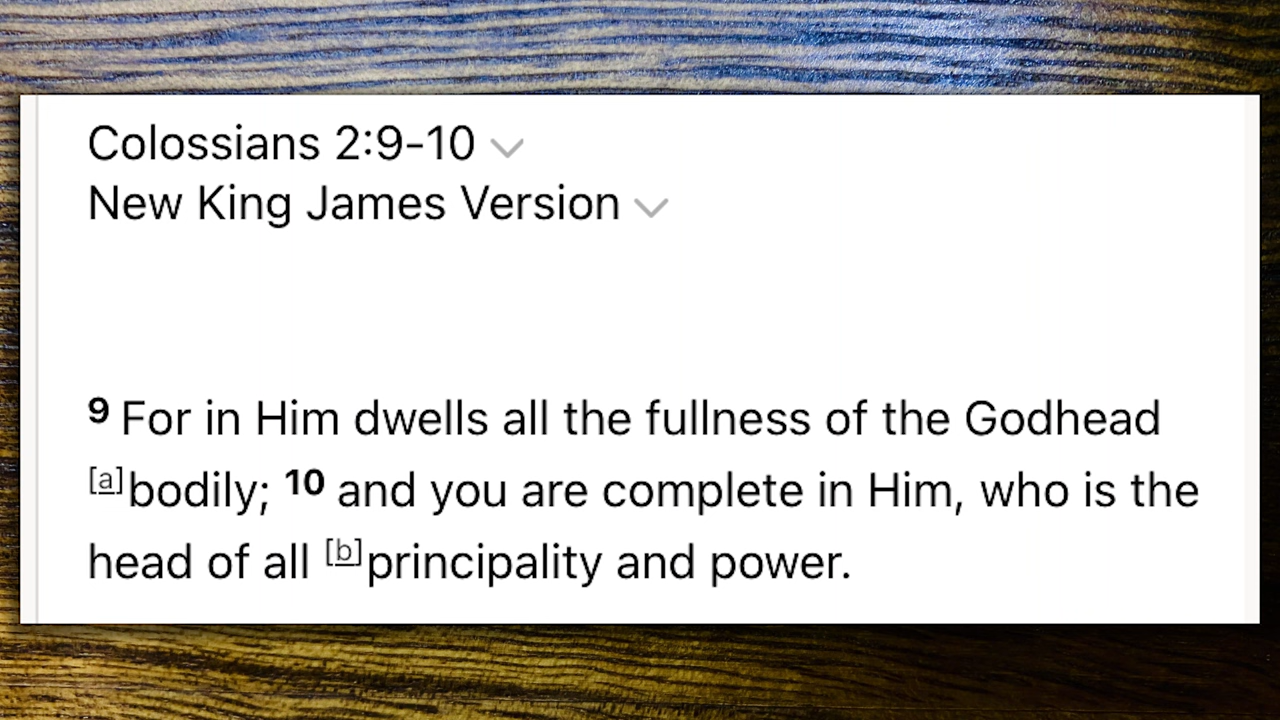 Colossians 2:9-10
New King James Version
9 For in Him dwells all the fullness of the Godhead
[a]bodily; 10 and you are complete in Him, who is the
head of all [b]principality and power.